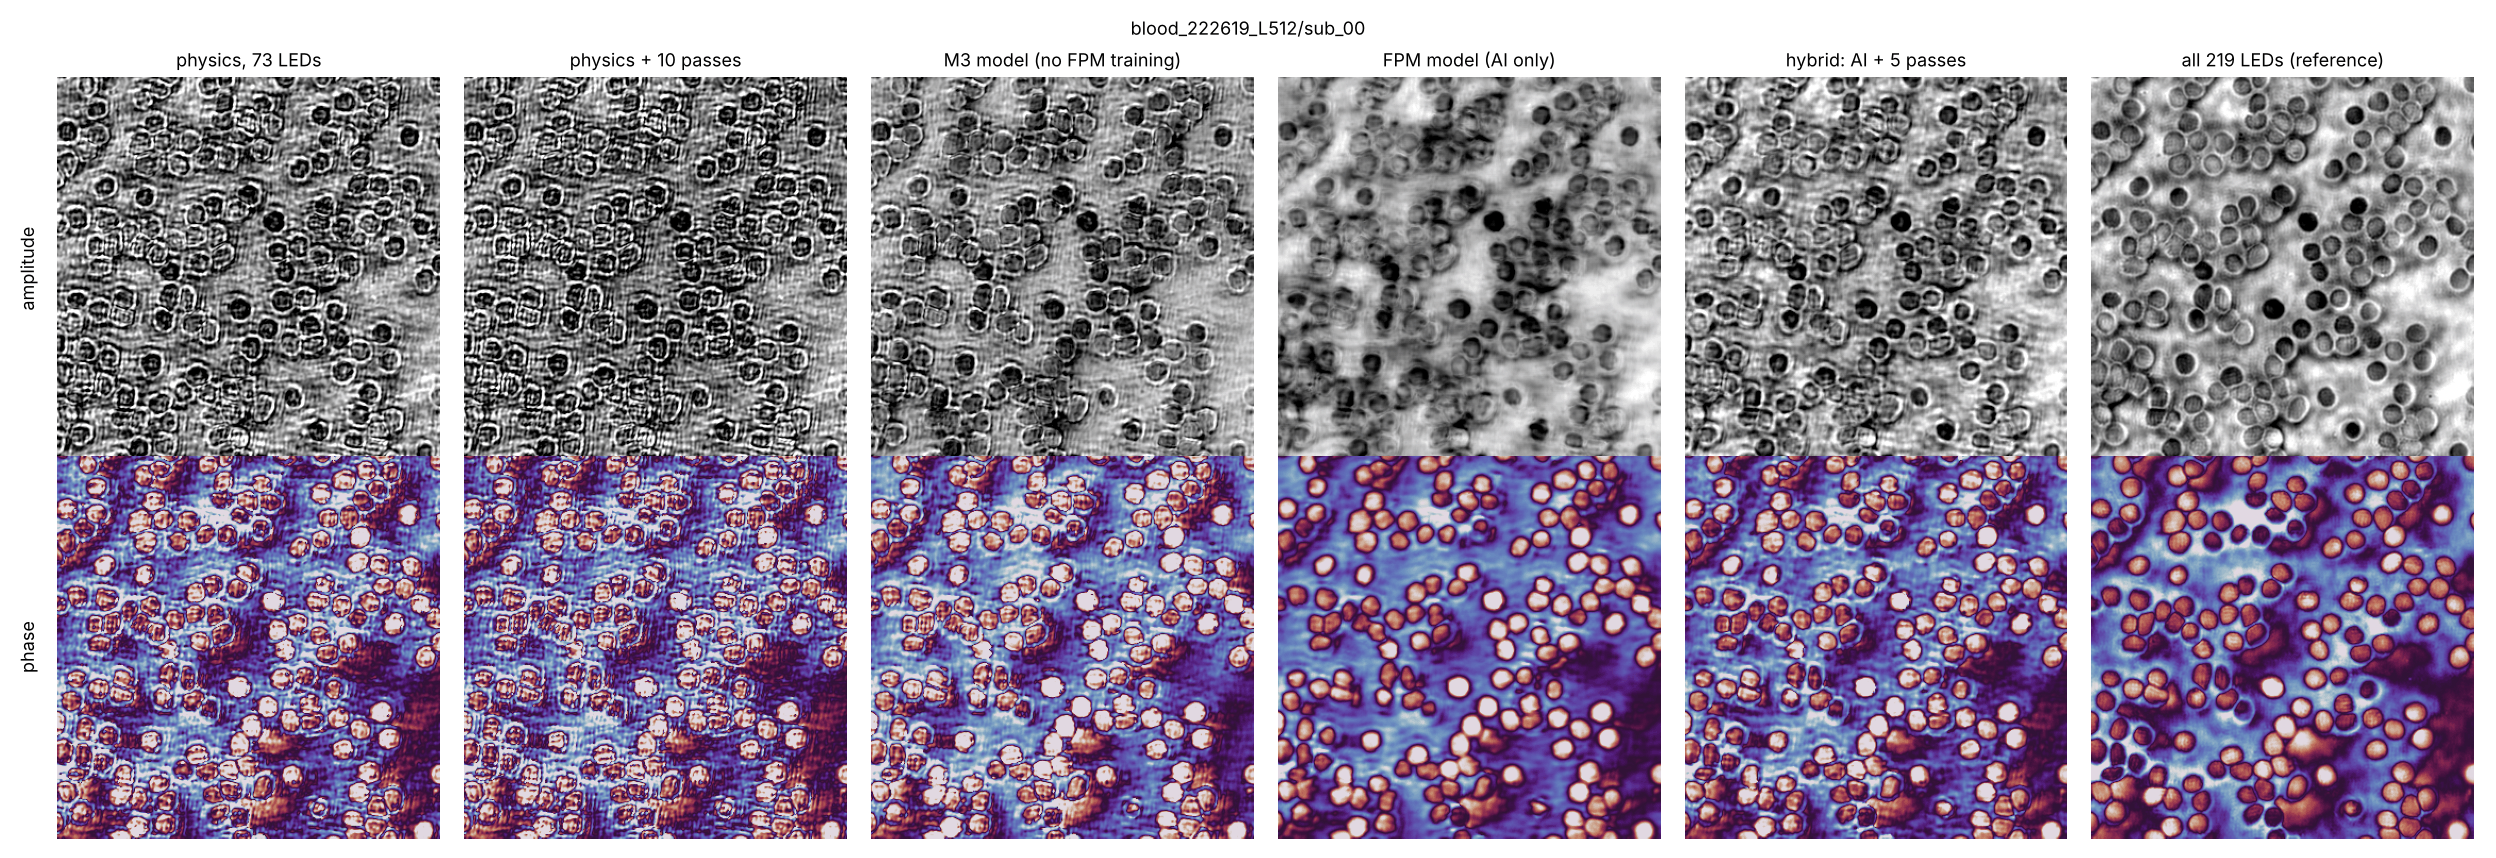 blood_222619_L512/sub_00
physics, 73 LEDs
physics + 10 passes
M3 model (no FPM training)
FPM model (AI only)
hybrid: AI + 5 passes
all 219 LEDs (reference)
amplitude
phase